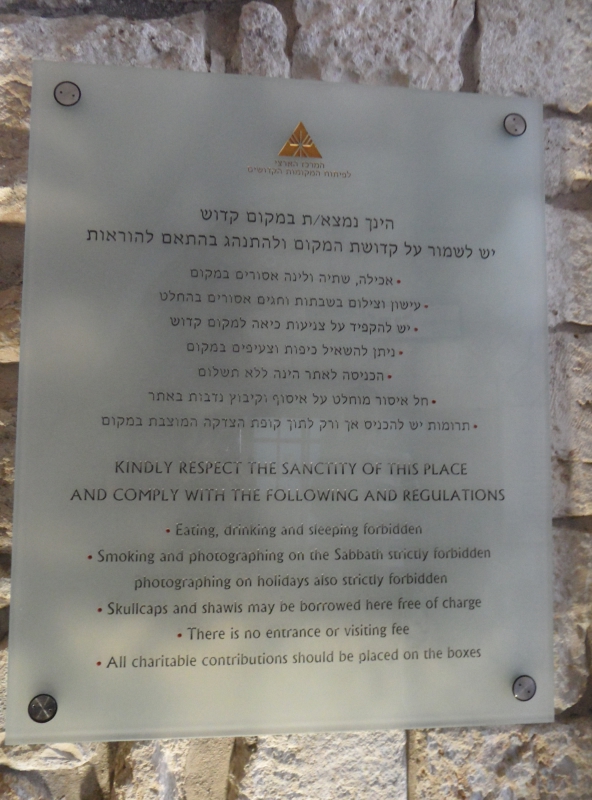 המרכז הארצי
לפיתוח המקומות הקדושים
הינך נמצא/ת במקום קדוש
יש לשמור על קדושת המקום ולהתנהג בהתאם להוראות
• אכילה, שתיה ולינה אסורים במקום
• עישון וצילום בשבתות וחגים אסורים בהחלט
• יש להקפיד על צניעות כיאה למקום קדוש
• ניתן להשאיל כיפות וצעיפים במקום
• הכניסה לאתר הינה ללא תשלום
• חל איסור מוחלט על איסוף וקיבוץ נדבות באתר
• תרומות יש להכניס אך ורק לתוך קופת הצדקה המוצבת במקום
KINDLY RESPECT THE SANCTITY OF THIS PLACE
AND COMPLY WITH THE FOLLOWING AND REGULATIONS
• Eating, drinking and sleeping forbidden
• Smoking and photographing on the Sabbath strictly forbidden
photographing on holidays also strictly forbidden
• Skullcaps and shawls may be borrowed here free of charge
• There is no entrance or visiting fee
• All charitable contributions should be placed on the boxes